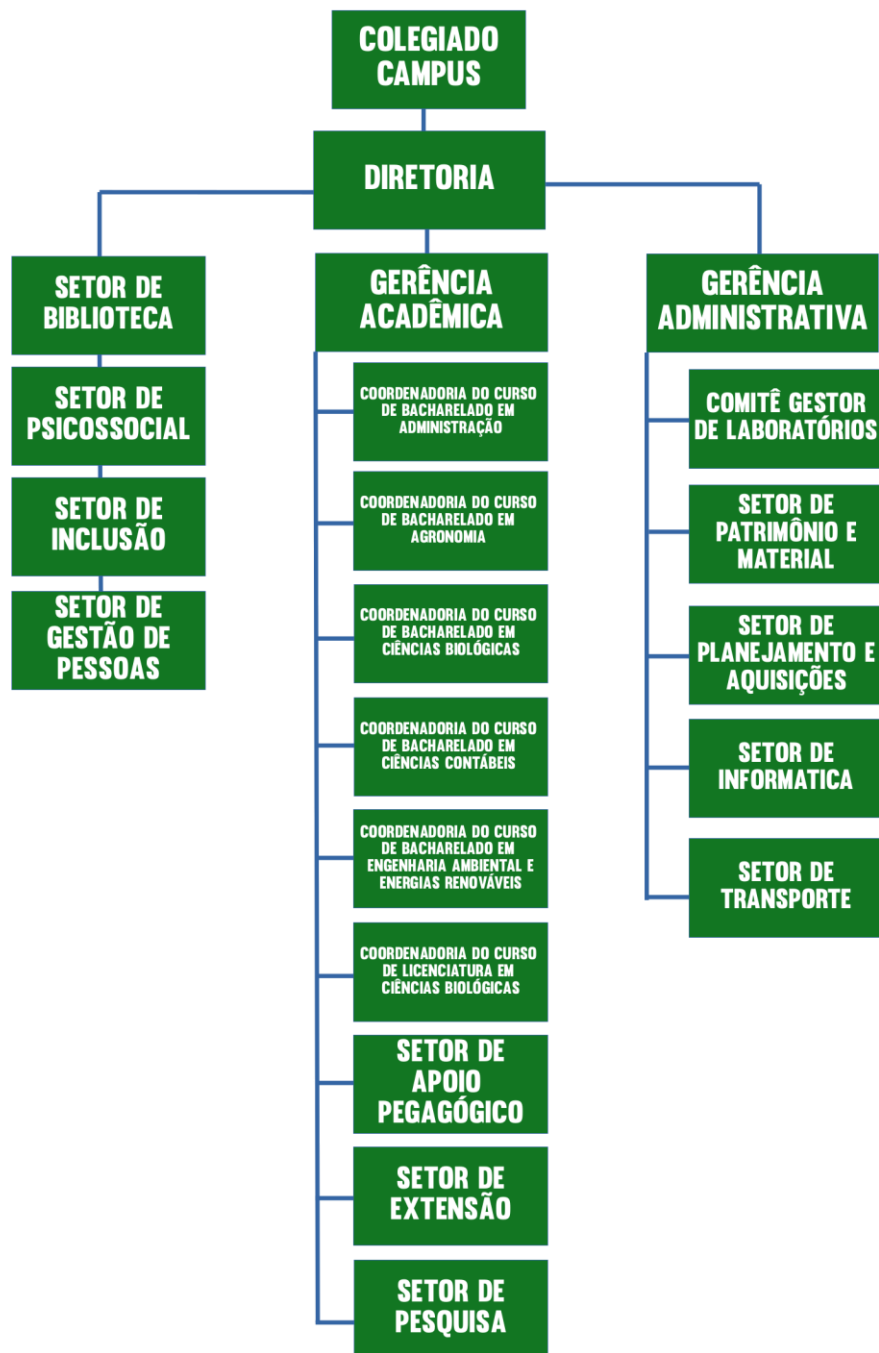 COLEGIADO
CAMPUS
DIRETORIA
SETOR DE
BIBLIOTECA
SETOR DE
PSICOSSOCIAL
SETOR DE
INCLUSÃO
SETOR DE
GESTÃO DE
PESSOAS
GERÊNCIA
ACADÊMICA
COORDENADORIA DO CURSO
DE BACHARELADO EM
ADMINISTRAÇÃO
COORDENADORIA DO CURSO
DE BACHARELADO EM
AGRONOMIA
COORDENADORIA DO CURSO
DE BACHARELADO EM
CIÊNCIAS BIOLÓGICAS
COORDENADORIA DO CURSO
DE BACHARELADO EM
CIÊNCIAS CONTÁBEIS
COORDENADORIA DO CURSO
DE BACHARELADO EM
ENGENHARIA AMBIENTAL E
ENERGIAS RENOVÁVEIS
COORDENADORIA DO CURSO
DE LICENCIATURA EM
CIÊNCIAS BIOLÓGICAS
SETOR DE
APOIO
PEGAGÓGICO
SETOR DE
EXTENSÃO
SETOR DE
PESQUISA
GERÊNCIA
ADMINISTRATIVA
COMITÊ GESTOR
DE LABORATÓRIOS
SETOR DE
PATRIMÔNIO E
MATERIAL
SETOR DE
PLANEJAMENTO E
AQUISIÇÕES
SETOR DE
INFORMATICA
SETOR DE
TRANSPORTE